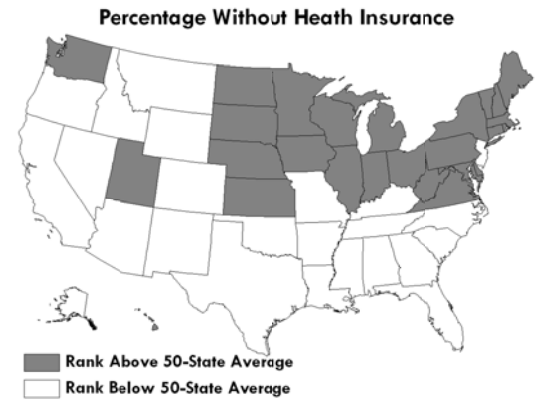 Percentage Without Heath Insurance
Rank Above 50-State Average
Rank Below 50-State Average